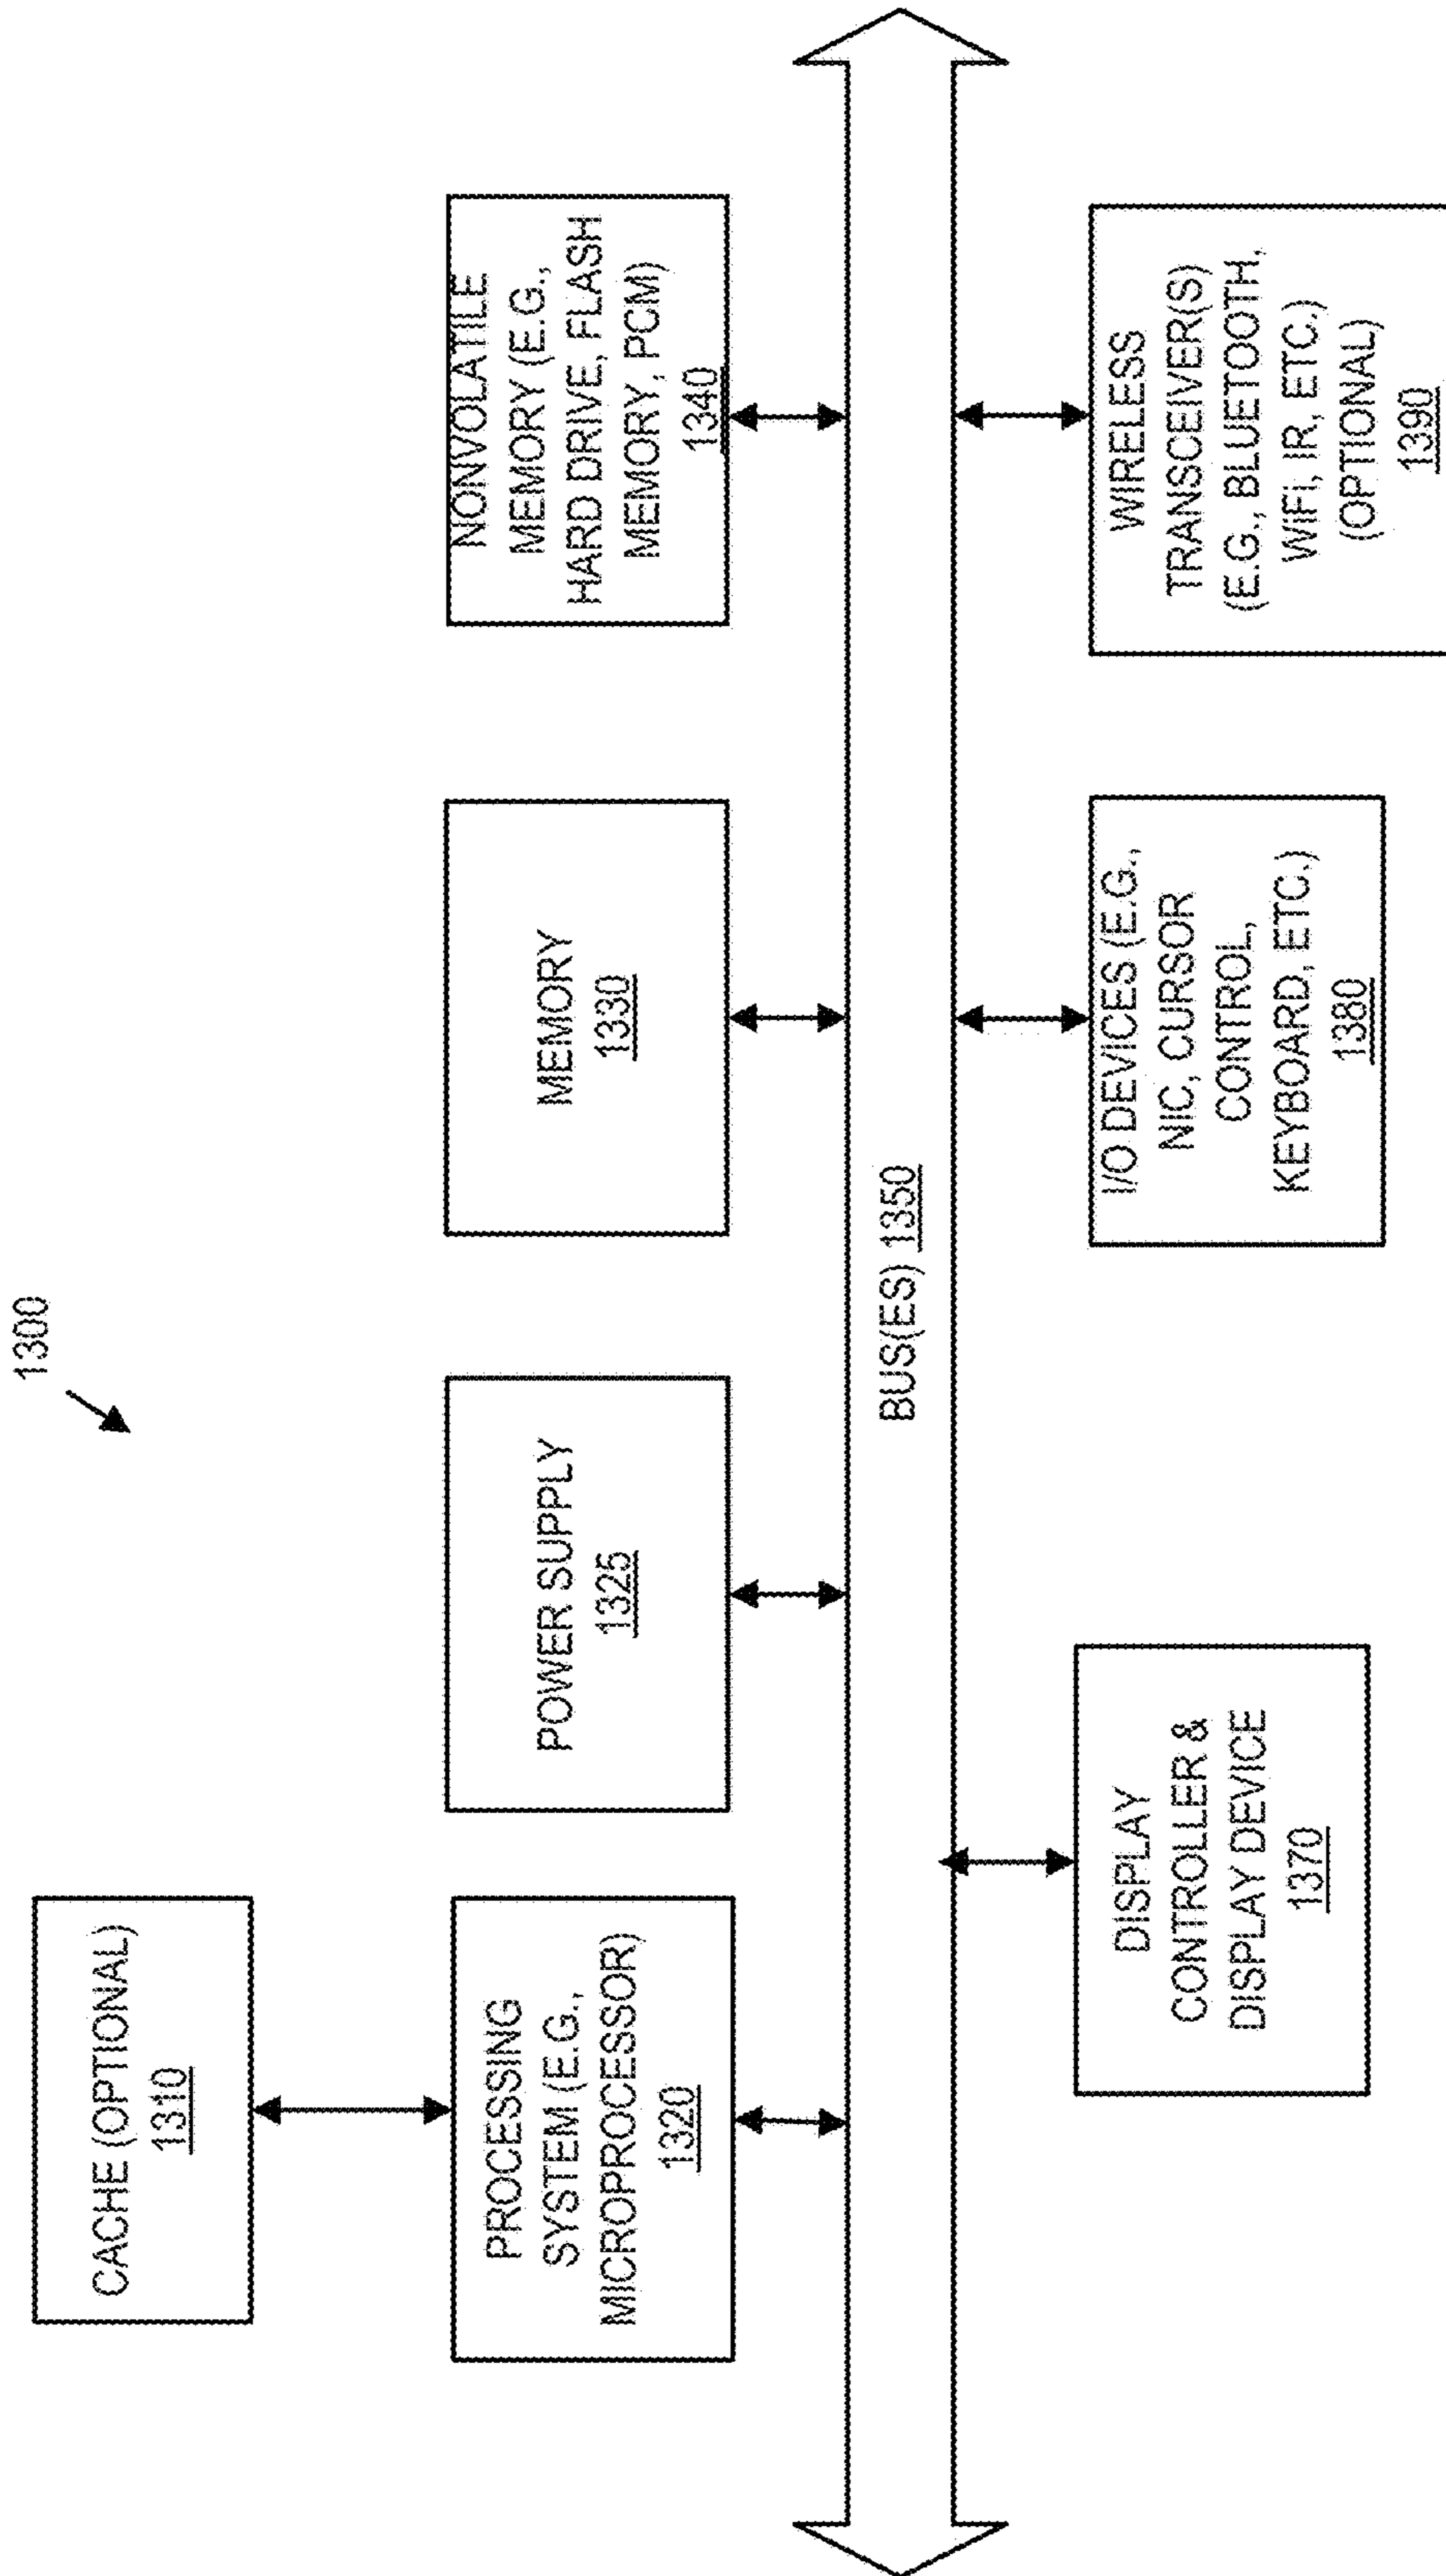 1300
CACHE (OPTIONAL)
1310
PROCESSING
SYSTEM (E.G.,
MICROPROCESSOR)
1320
POWER SUPPLY
1325
MEMORY
1330
NONVOLATILE
MEMORY (E.G.,
HARD DRIVE, FLASH
MEMORY, PCM)
1340
BUS(ES) 1350
DISPLAY
CONTROLLER &
DISPLAY DEVICE
1370
I/O DEVICES (E.G.,
NIC, CURSOR
CONTROL,
KEYBOARD, ETC.)
1380
WIRELESS
TRANSCEIVER(S)
(E.G., BLUETOOTH,
WIFI, IR, ETC.)
(OPTIONAL)
1390